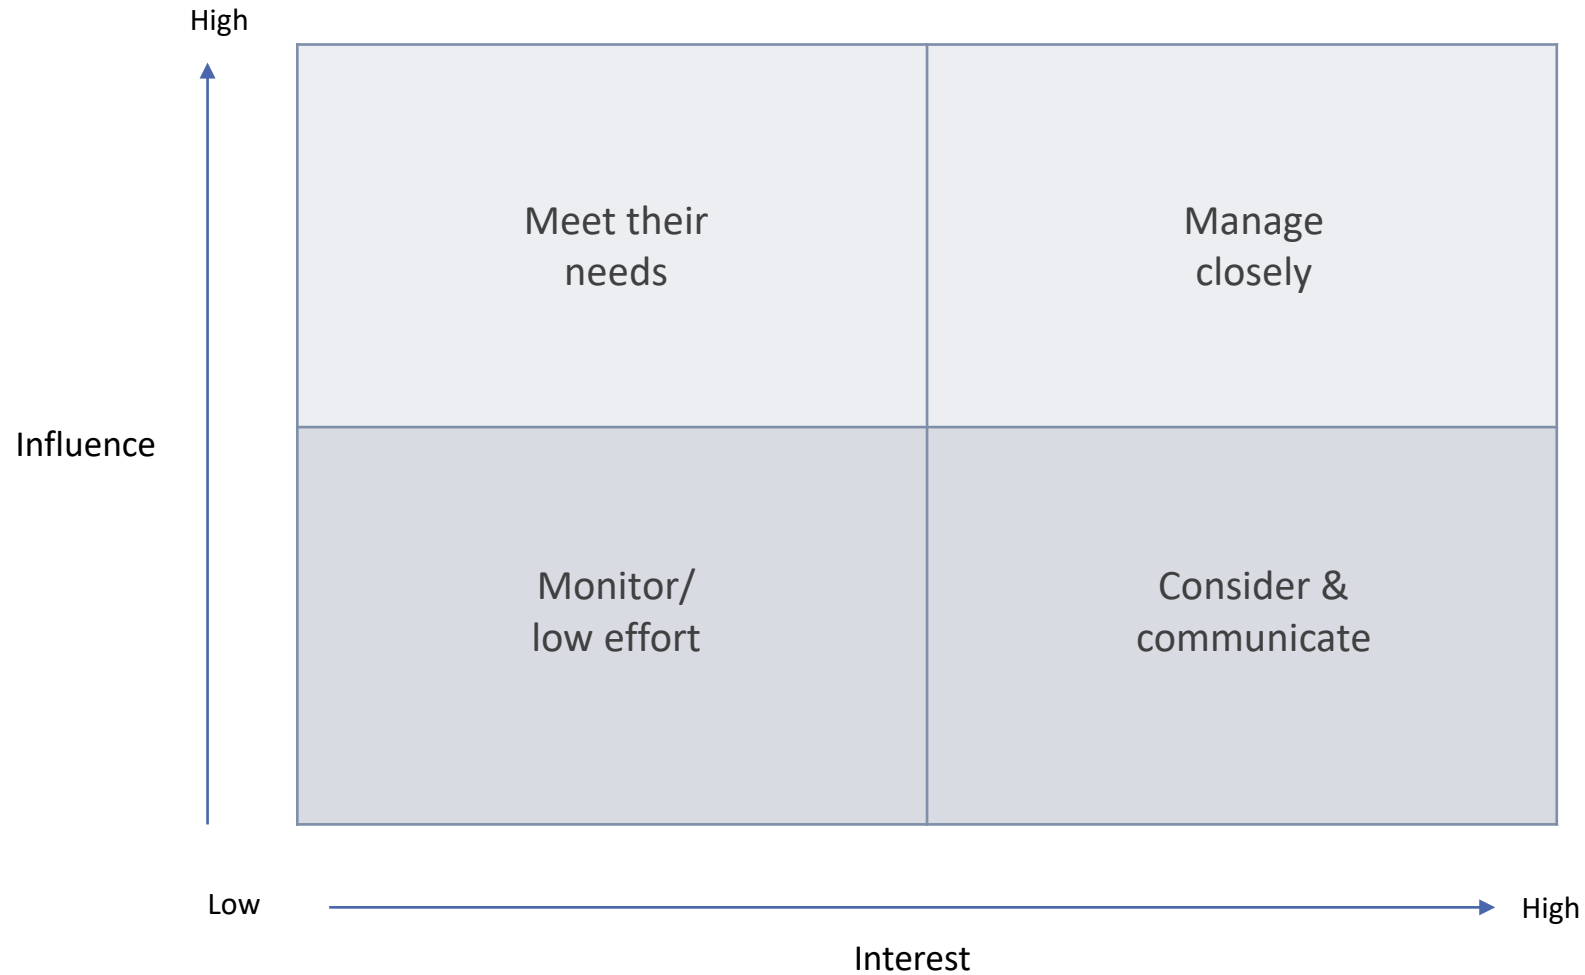 High
Meet their
needs
Manage
closely
Influence
Monitor/
low effort
Consider &
communicate
Low
High
Interest